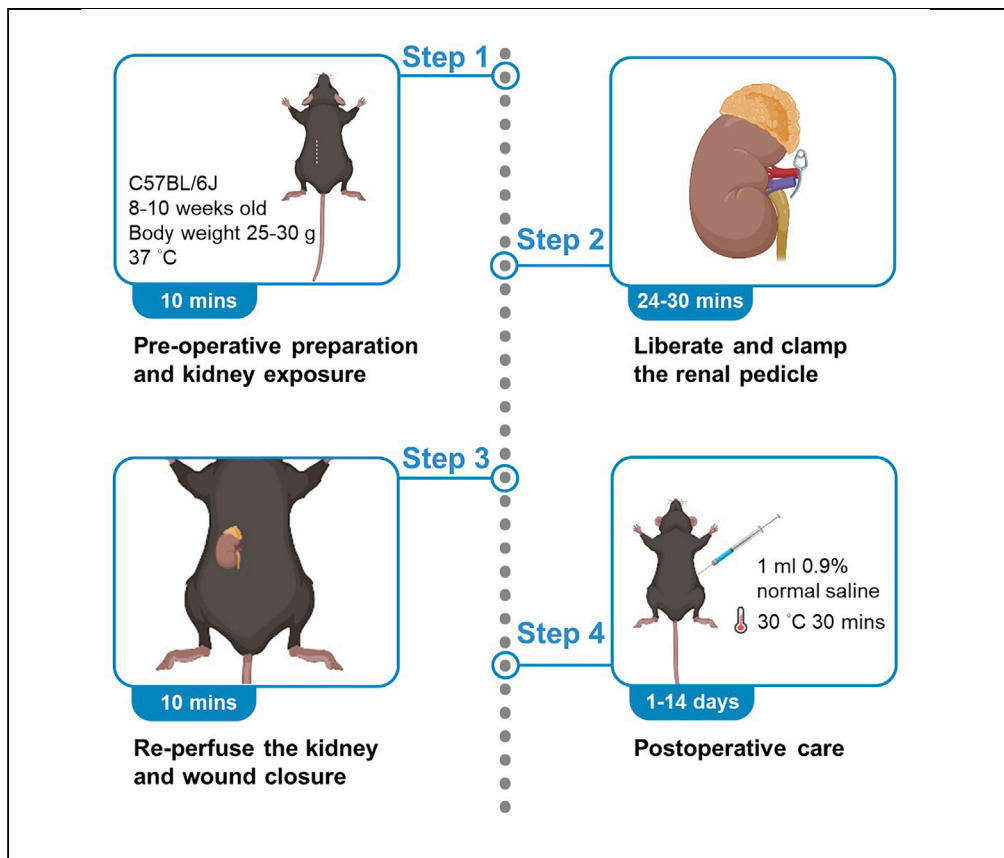 Step 1
C57BL/6J
8-10 weeks old
Body weight 25-30 g
37 °C
10 mins
Pre-operative preparation
and kidney exposure
Step 2
24-30 mins
Liberate and clamp
the renal pedicle
Step 3
10 mins
Re-perfuse the kidney
and wound closure
Step 4
1 ml 0.9%
normal saline
30 °C 30 mins
1-14 days
Postoperative care